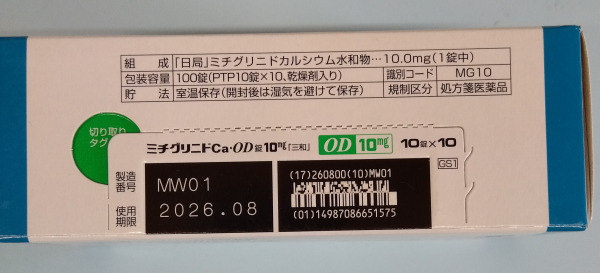 組成 「日局」ミチグリニドカルシウム水和物…10.0mg(1錠中)
包装容量 100錠(PTP10錠×10、乾燥剤入り) 識別コード MG10
貯法 室温保存(開封後は湿気を避けて保存) 規制区分 処方箋医薬品
切り取り
タグ
ミチグリニドCa・OD錠10mg「三和」 OD10mg 10錠×10
GS1
製造番号 MW01
(17)260800(10)MW01
使用期限 2026.08
(01)14987086651575